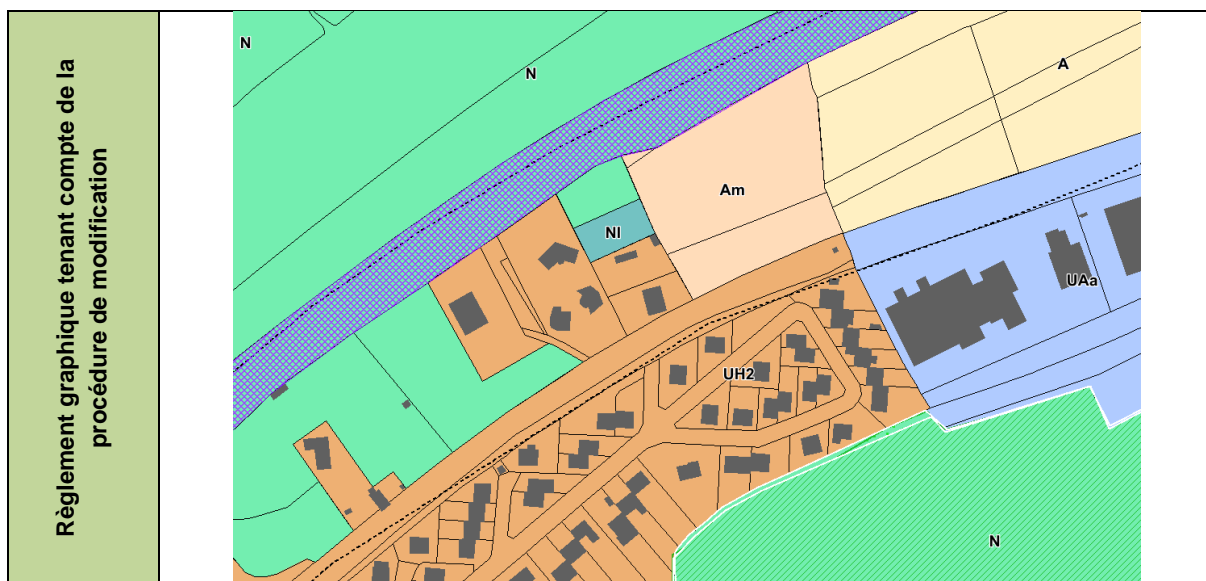 Règlement graphique tenant compte de la
procédure de modification
N
N
A
Am
Nl
UAa
UH2
N